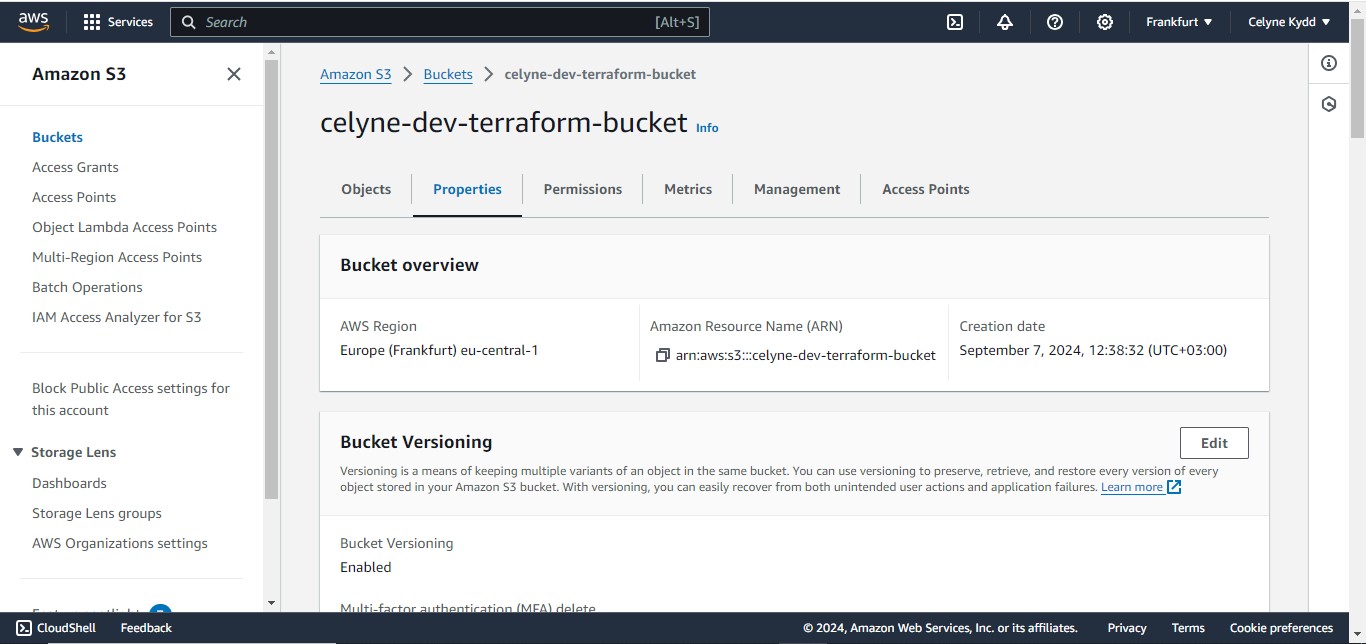 aws
Services
Search
[Alt+S]
Frankfurt
Celyne Kydd
Amazon S3
Buckets
Access Grants
Access Points
Object Lambda Access Points
Multi-Region Access Points
Batch Operations
IAM Access Analyzer for S3
Block Public Access settings for
this account
Storage Lens
Dashboards
Storage Lens groups
AWS Organizations settings
Amazon S3 > Buckets > celyne-dev-terraform-bucket
celyne-dev-terraform-bucket Info
Objects
Properties
Permissions
Metrics
Management
Access Points
Bucket overview
AWS Region
Europe (Frankfurt) eu-central-1
Amazon Resource Name (ARN)
arn:aws:s3:::celyne-dev-terraform-bucket
Creation date
September 7, 2024, 12:38:32 (UTC+03:00)
Bucket Versioning
Edit
Versioning is a means of keeping multiple variants of an object in the same bucket. You can use versioning to preserve, retrieve, and restore every version of every
object stored in your Amazon S3 bucket. With versioning, you can easily recover from both unintended user actions and application failures. Learn more
Bucket Versioning
Enabled
Multi-factor authentication (MFA) delete
CloudShell
Feedback
© 2024, Amazon Web Services, Inc. or its affiliates.
Privacy
Terms
Cookie preferences